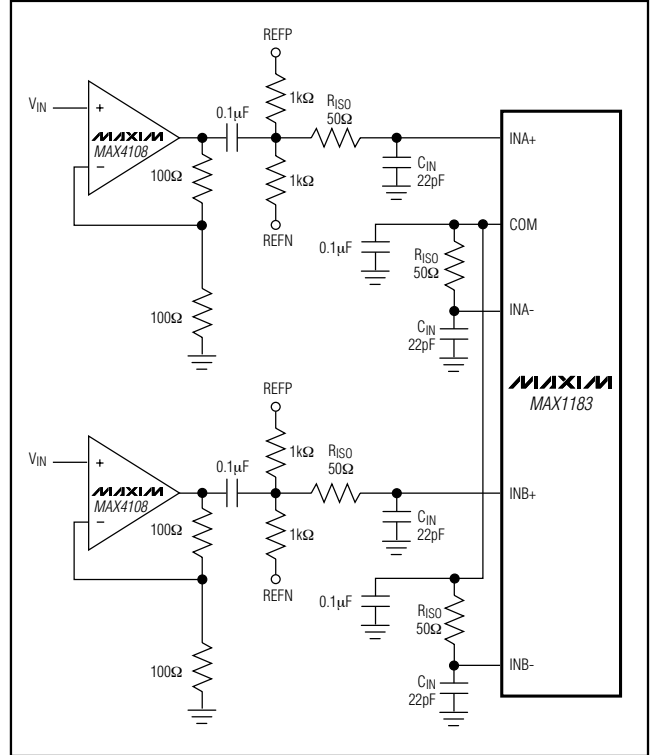 REFP
VIN
+
MAXIM
MAX4108
−
0.1μF
1kΩ
RISO
50Ω
INA+
100Ω
1kΩ
CIN
22pF
REFN
COM
0.1μF
RISO
50Ω
100Ω
INA-
CIN
22pF
MAXIM
MAX1183
REFP
VIN
+
MAXIM
MAX4108
−
0.1μF
1kΩ
RISO
50Ω
INB+
100Ω
1kΩ
CIN
22pF
REFN
0.1μF
RISO
50Ω
100Ω
INB-
CIN
22pF